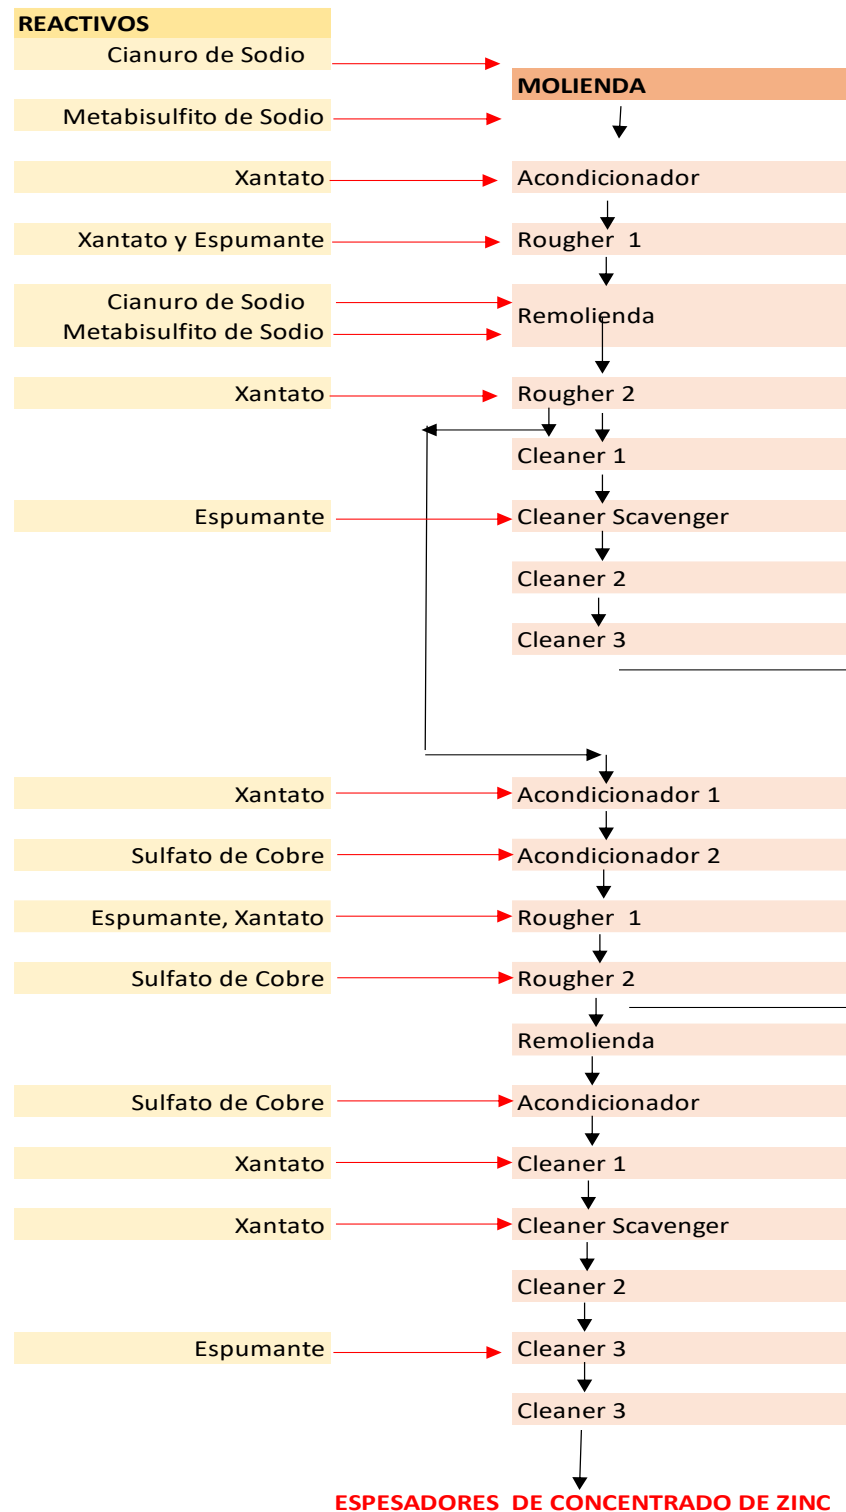 REACTIVOS
Cianuro de Sodio
MOLIENDA
Metabisulfito de Sodio
Xantato Acondicionador
Xantato y Espumante Rougher 1
Cianuro de Sodio
Remolienda
Metabisulfito de Sodio
Xantato Rougher 2
Cleaner 1
Espumante Cleaner Scavenger
Cleaner 2
Cleaner 3
Xantato Acondicionador 1
Sulfato de Cobre Acondicionador 2
Espumante, Xantato Rougher 1
Sulfato de Cobre Rougher 2
Remolienda
Sulfato de Cobre Acondicionador
Xantato Cleaner 1
Xantato Cleaner Scavenger
Cleaner 2
Espumante Cleaner 3
Cleaner 3
ESPESADORES DE CONCENTRADO DE ZINC